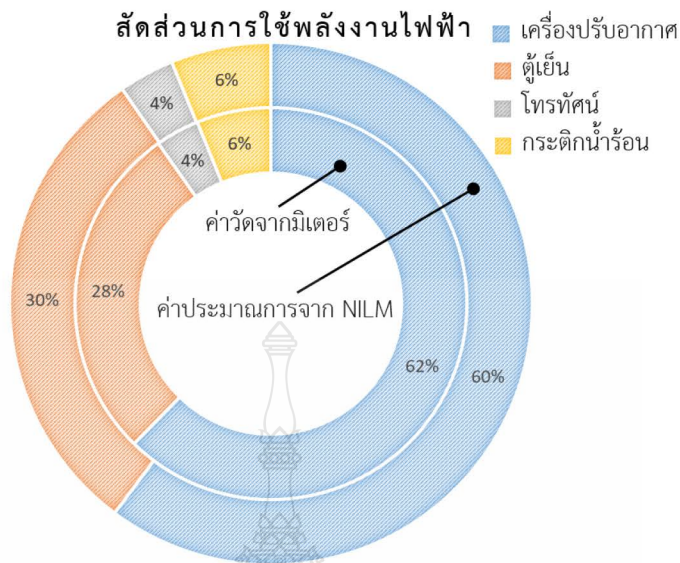 สัดส่วนการใช้พลังงานไฟฟ้า
เครื่องปรับอากาศ
ตู้เย็น
โทรทัศน์
กระติกน้ำร้อน
6%
4%
6%
4%
ค่าวัดจากมิเตอร์
30%
28%
ค่าประมาณการจาก NILM
62%
60%